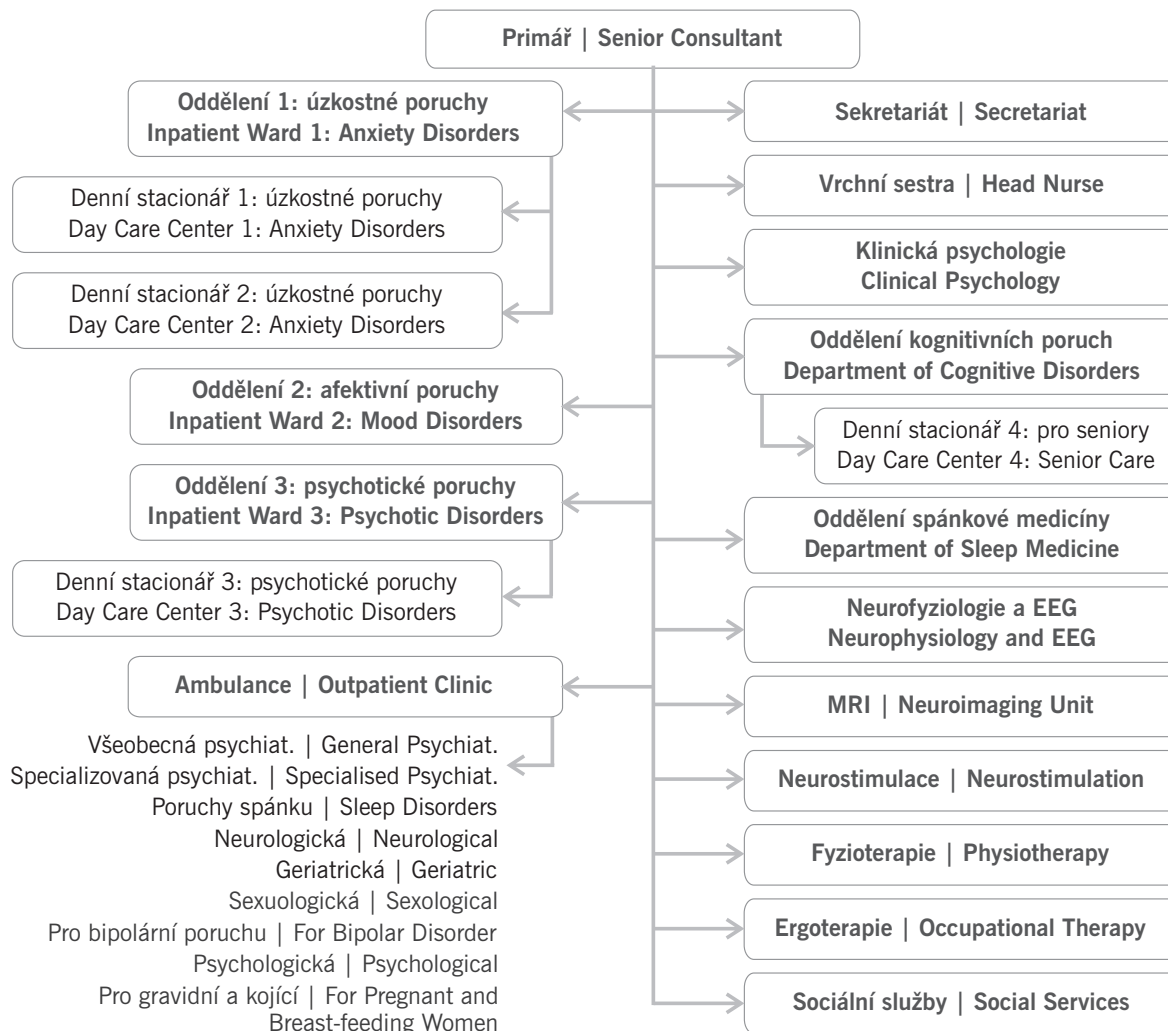 Primář | Senior Consultant
Oddělení 1: úzkostné poruchy
Inpatient Ward 1: Anxiety Disorders
Denní stacionář 1: úzkostné poruchy
Day Care Center 1: Anxiety Disorders
Denní stacionář 2: úzkostné poruchy
Day Care Center 2: Anxiety Disorders
Oddělení 2: afektivní poruchy
Inpatient Ward 2: Mood Disorders
Oddělení 3: psychotické poruchy
Inpatient Ward 3: Psychotic Disorders
Denní stacionář 3: psychotické poruchy
Day Care Center 3: Psychotic Disorders
Ambulance | Outpatient Clinic
Všeobecná psychiat. | General Psychiat.
Specializovaná psychiat. | Specialised Psychiat.
Poruchy spánku | Sleep Disorders
Neurologická | Neurological
Geriatrická | Geriatric
Sexuologická | Sexological
Pro bipolární poruchu | For Bipolar Disorder
Psychologická | Psychological
Pro gravidní a kojící | For Pregnant and
Breast-feeding Women
Sekretariát | Secretariat
Vrchní sestra | Head Nurse
Klinická psychologie
Clinical Psychology
Oddělení kognitivních poruch
Department of Cognitive Disorders
Denní stacionář 4: pro seniory
Day Care Center 4: Senior Care
Oddělení spánkové medicíny
Department of Sleep Medicine
Neurofyziologie a EEG
Neurophysiology and EEG
MRI | Neuroimaging Unit
Neurostimulace | Neurostimulation
Fyzioterapie | Physiotherapy
Ergoterapie | Occupational Therapy
Sociální služby | Social Services